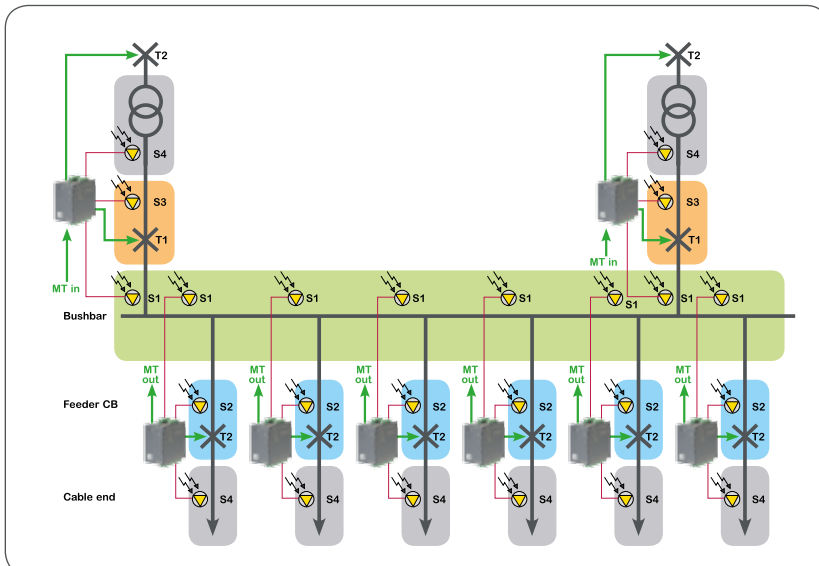 T2 T2
S4 S4
S3 S3
T1 T1
MT in MT in
S1 S1 S1 S1 S1 S1 S1 S1
Bushbar
MT out MT out MT out MT out MT out MT out
Feeder CB S2 S2 S2 S2 S2 S2
T2 T2 T2 T2 T2 T2
Cable end S4 S4 S4 S4 S4 S4